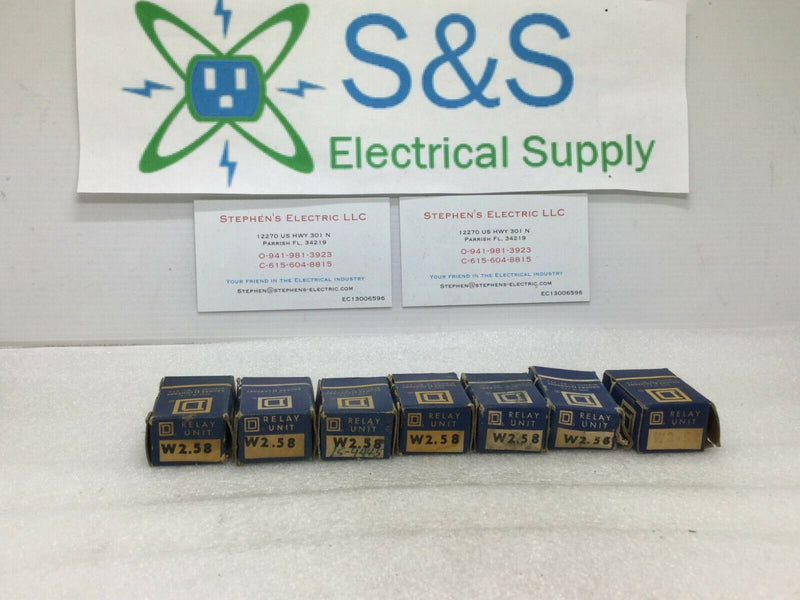 S&S
Electrical Supply
STEPHEN'S ELECTRIC LLC
12270 US HWY 301 N
PARRISH FL, 34219
O-941-981-3923
C-615-604-8815
YOUR FRIEND IN THE ELECTRICAL INDUSTRY
STEPHEN@STEPHENS-ELECTRIC.COM
EC13006596
STEPHEN'S ELECTRIC LLC
12270 US HWY 301 N
PARRISH FL, 34219
O-941-981-3923
C-615-604-8815
YOUR FRIEND IN THE ELECTRICAL INDUSTRY
STEPHEN@STEPHENS-ELECTRIC.COM
EC13006596
D RELAY
UNIT
W2.58
D RELAY
UNIT
W2.58
D RELAY
UNIT
W2.58
D RELAY
UNIT
W2.58
D RELAY
UNIT
W2.58
D RELAY
UNIT
W2.58
D RELAY
UNIT